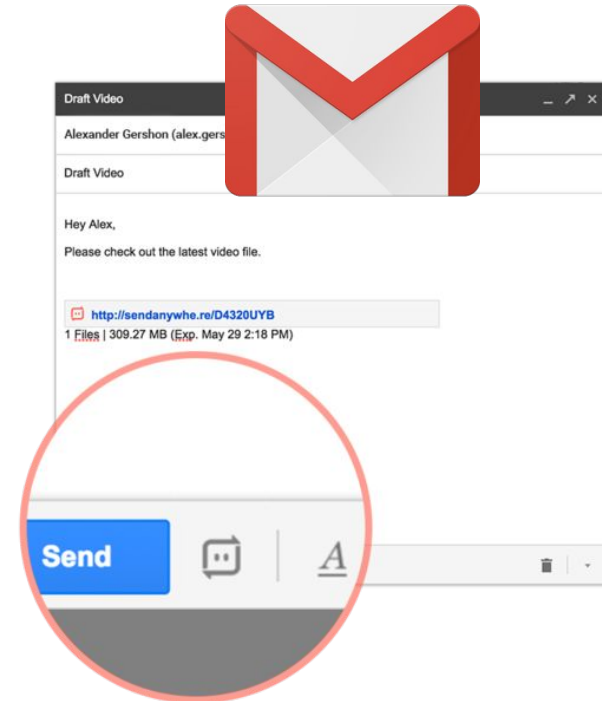 Draft Video
Alexander Gershon (alex.gers
Draft Video
Hey Alex,
Please check out the latest video file.
http://sendanywhe.re/D4320UYB
1 Files | 309.27 MB (Exp. May 29 2:18 PM)
Send
A